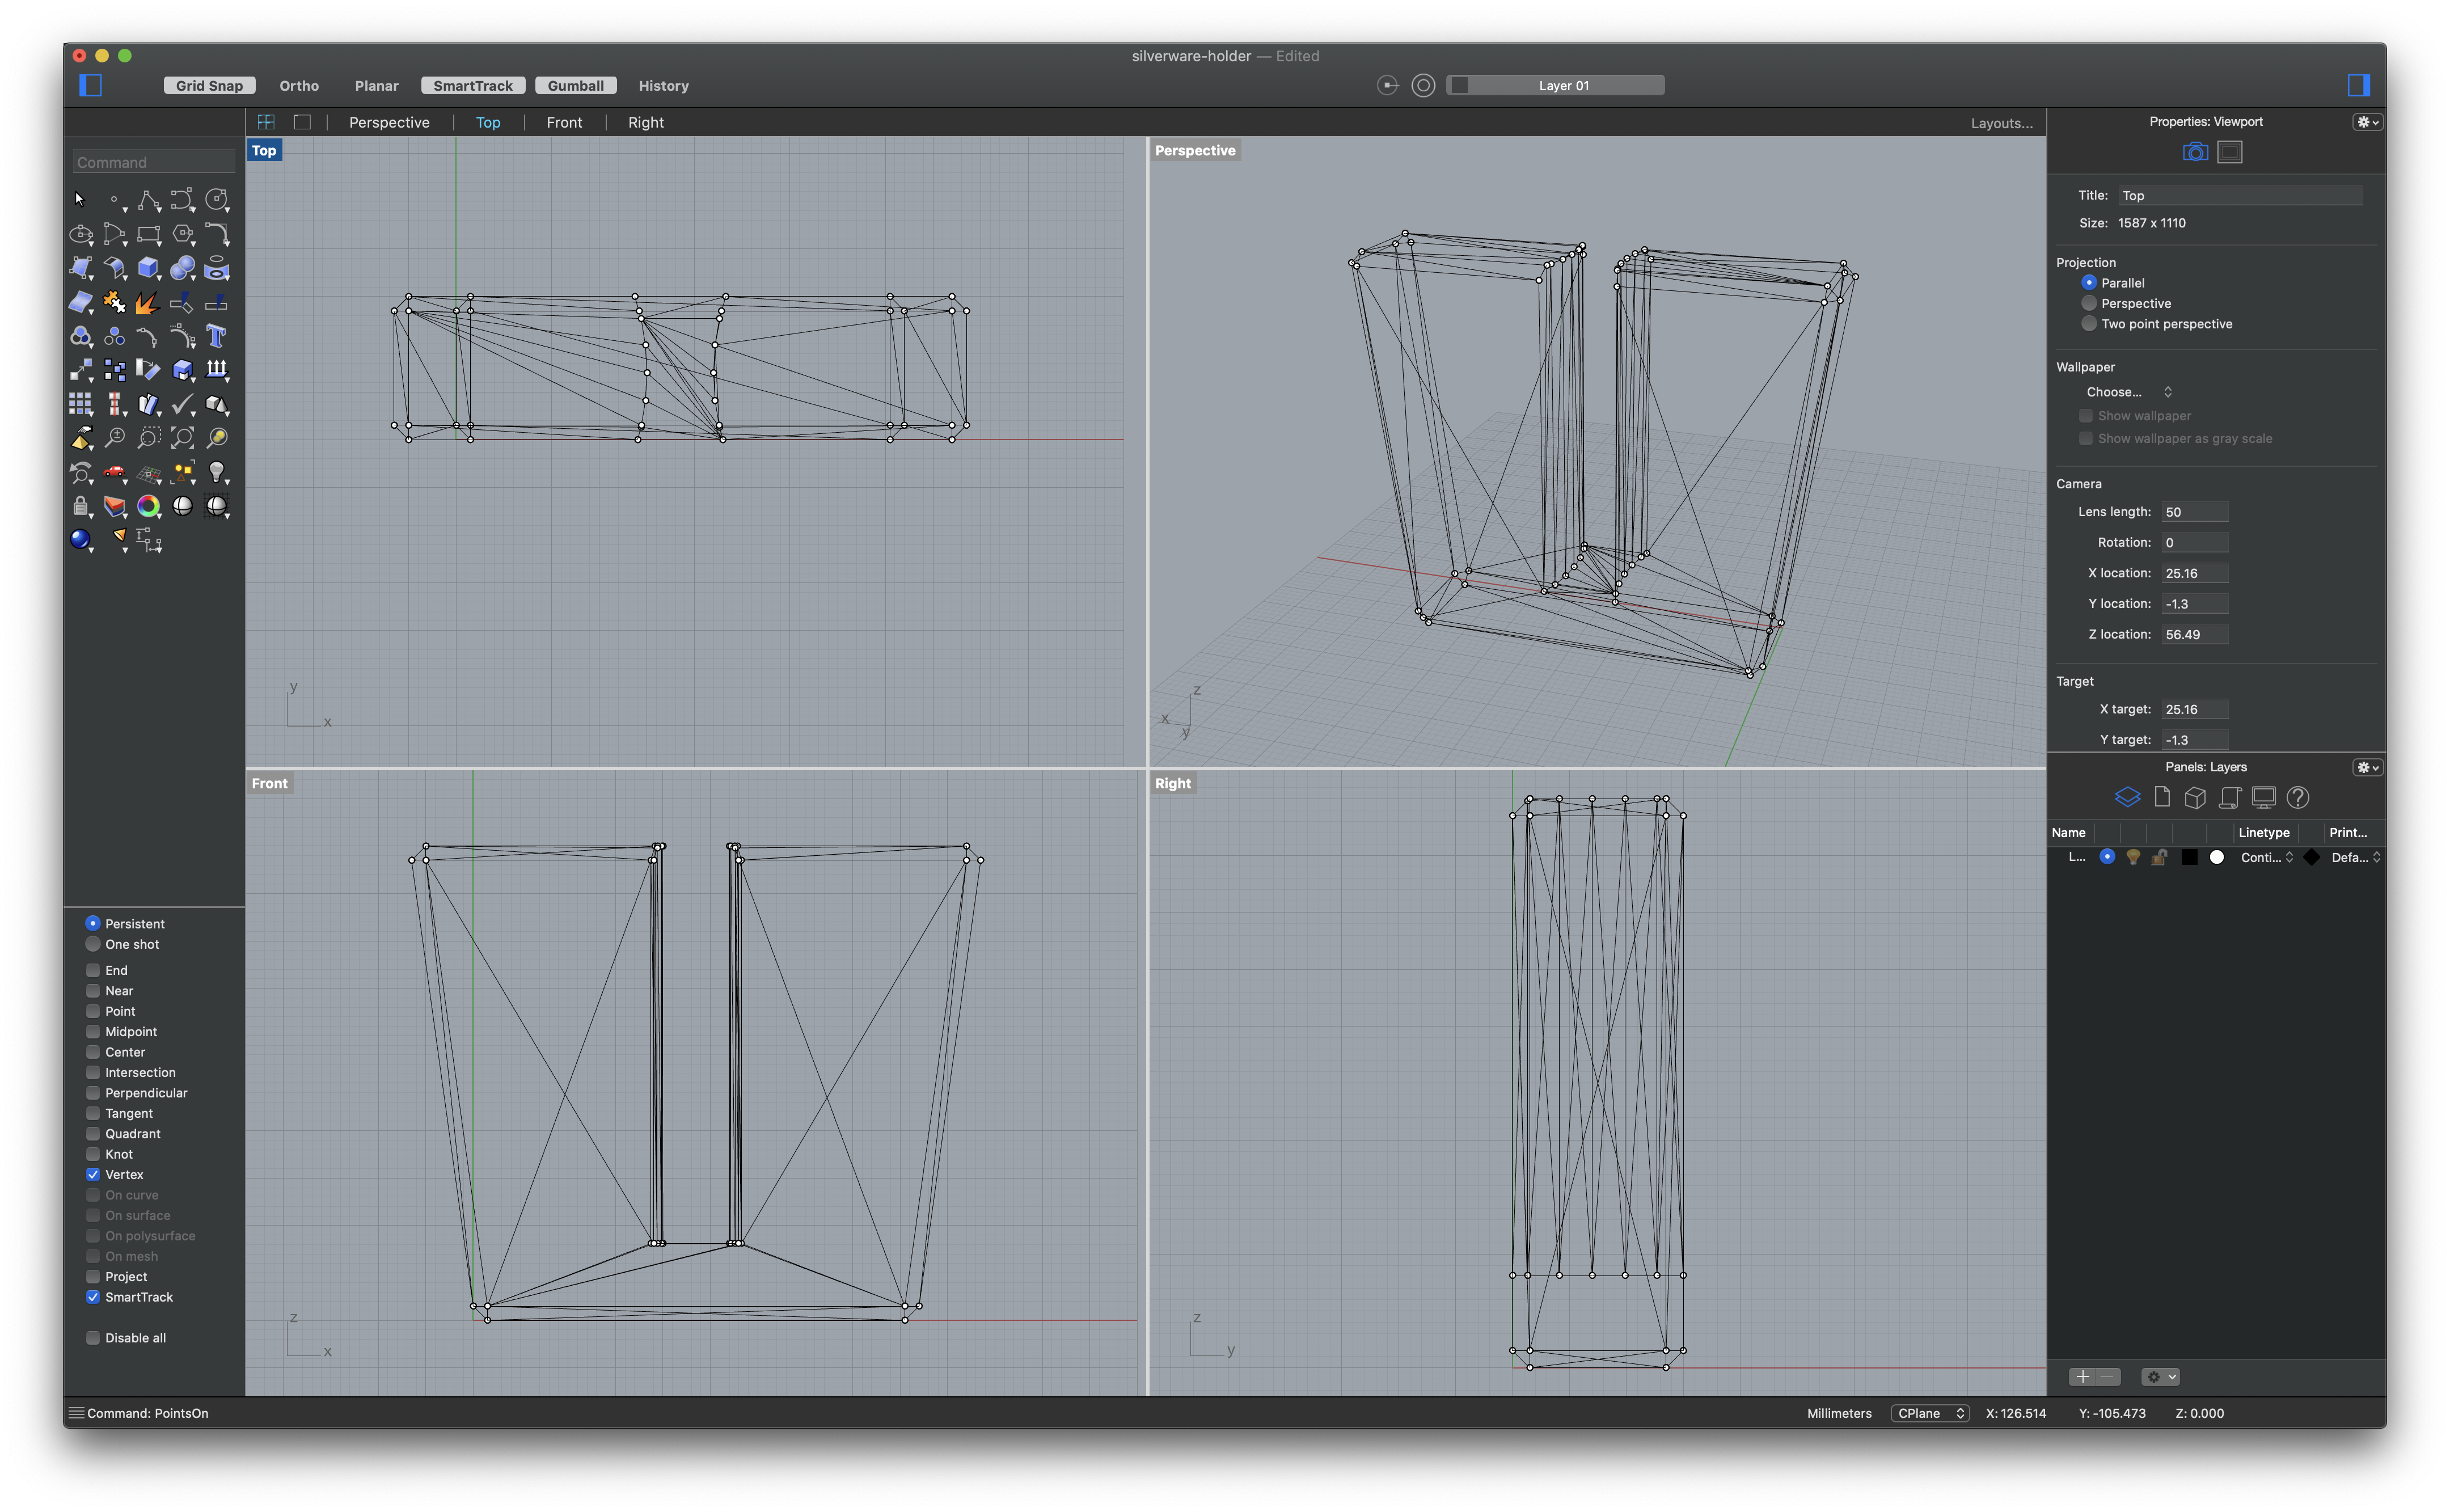 silverware-holder — Edited
Grid Snap Ortho Planar SmartTrack Gumball History
Layer 01
Perspective Top Front Right
Layouts...
Command
Top
Perspective
Front
Right
y
x
z
x
y
z
x
z
y
Persistent
One shot
End
Near
Point
Midpoint
Center
Intersection
Perpendicular
Tangent
Quadrant
Knot
Vertex
On curve
On surface
On polysurface
On mesh
Project
SmartTrack
Disable all
Properties: Viewport
Title: Top
Size: 1587 x 1110
Projection
Parallel
Perspective
Two point perspective
Wallpaper
Choose...
Show wallpaper
Show wallpaper as gray scale
Camera
Lens length: 50
Rotation: 0
X location: 25.16
Y location: -1.3
Z location: 56.49
Target
X target: 25.16
Y target: -1.3
Panels: Layers
Name Linetype Print...
L... Conti... Defa...
Command: PointsOn
Millimeters CPlane X: 126.514 Y: -105.473 Z: 0.000